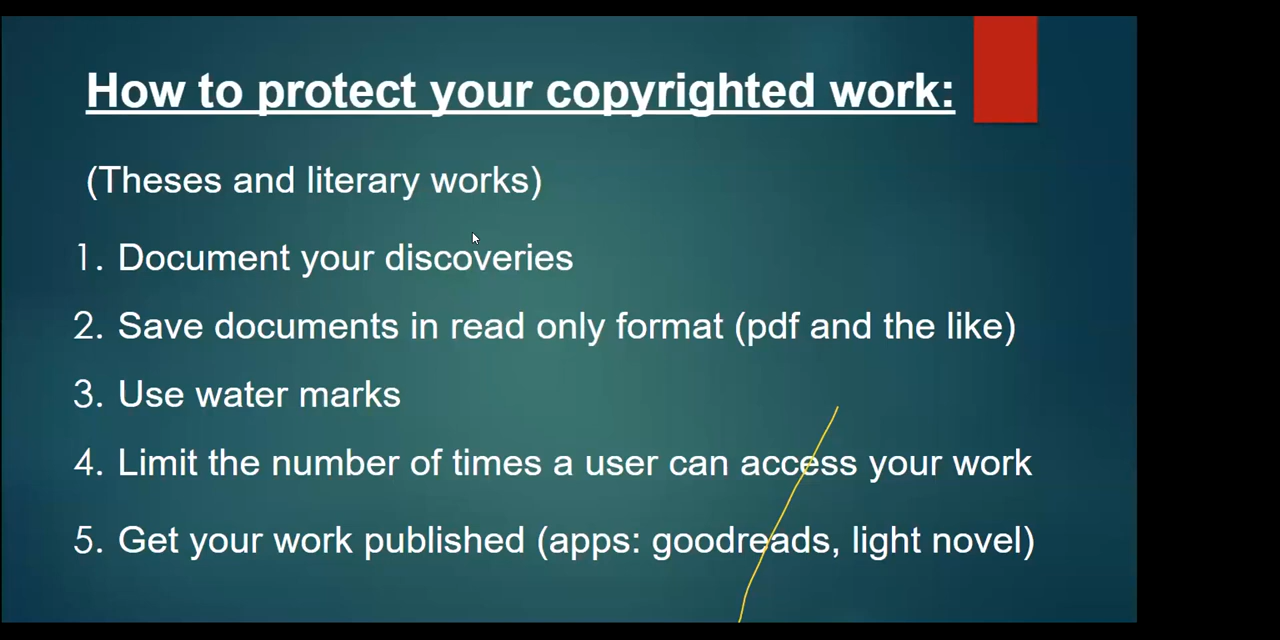 How to protect your copyrighted work:
(Theses and literary works)
1. Document your discoveries
2. Save documents in read only format (pdf and the like)
3. Use water marks
4. Limit the number of times a user can access your work
5. Get your work published (apps: goodreads, light novel)